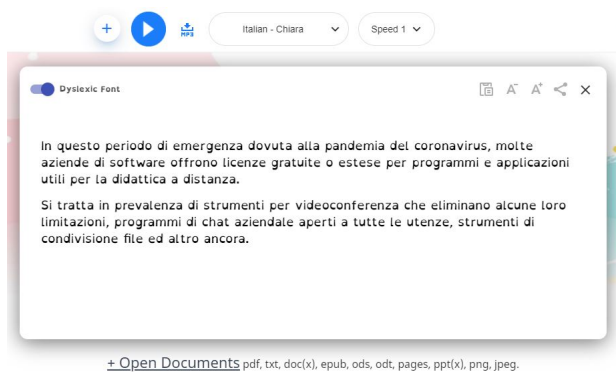 +
MP3
Italian - Chiara
Speed 1
Dyslexic Font
A-
A+
In questo periodo di emergenza dovuta alla pandemia del coronavirus, molte
aziende di software offrono licenze gratuite o estese per programmi e applicazioni
utili per la didattica a distanza.
Si tratta in prevalenza di strumenti per videoconferenza che eliminano alcune loro
limitazioni, programmi di chat aziendale aperti a tutte le utenze, strumenti di
condivisione file ed altro ancora.
+ Open Documents pdf, txt, doc(x), epub, ods, odt, pages, ppt(x), png, jpeg.